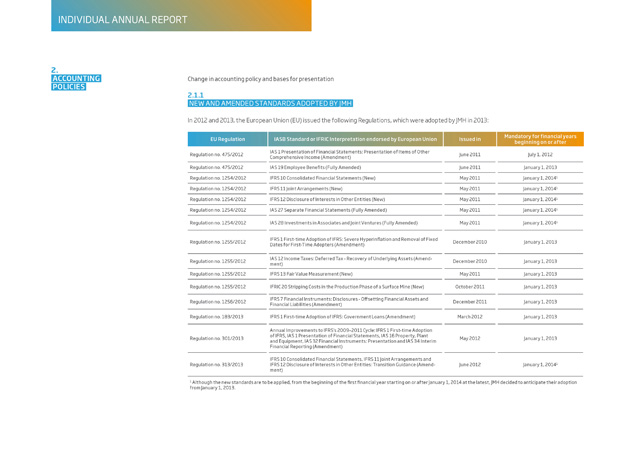 INDIVIDUAL ANNUAL REPORT
2.
ACCOUNTING
POLICIES
Change in accounting policy and bases for presentation
2.1.1
NEW AND AMENDED STANDARDS ADOPTED BY JMH
In 2012 and 2013, the European Union (EU) issued the following Regulations, which were adopted by JMH in 2013:
EU Regulation IASB Standard or IFRIC Interpretation endorsed by European Union Issued in Mandatory for financial years
beginning on or after
Regulation no. 475/2012 IAS 1 Presentation of Financial Statements: Presentation of Items of Other
Comprehensive Income (Amendment) June 2011 July 1, 2012
Regulation no. 475/2012 IAS 19 Employee Benefits (Fully Amended) June 2011 January 1, 2013
Regulation no. 1254/2012 IFRS 10 Consolidated Financial Statements (New) May 2011 January 1, 2014¹
Regulation no. 1254/2012 IFRS 11 Joint Arrangements (New) May 2011 January 1, 2014¹
Regulation no. 1254/2012 IFRS 12 Disclosure of Interests in Other Entities (New) May 2011 January 1, 2014¹
Regulation no. 1254/2012 IAS 27 Separate Financial Statements (Fully Amended) May 2011 January 1, 2014¹
Regulation no. 1254/2012 IAS 28 Investments in Associates and Joint Ventures (Fully Amended) May 2011 January 1, 2014¹
Regulation no. 1255/2012 IFRS 1 First-time Adoption of IFRS: Severe Hyperinflation and Removal of Fixed
Dates for First-Time Adopters (Amendment) December 2010 January 1, 2013
Regulation no. 1255/2012 IAS 12 Income Taxes: Deferred Tax - Recovery of Underlying Assets (Amend-
ment) December 2010 January 1, 2013
Regulation no. 1255/2012 IFRS 13 Fair Value Measurement (New) May 2011 January 1, 2013
Regulation no. 1255/2012 IFRIC 20 Stripping Costs in the Production Phase of a Surface Mine (New) October 2011 January 1, 2013
Regulation no. 1256/2012 IFRS 7 Financial Instruments: Disclosures - Offsetting Financial Assets and
Financial Liabilities (Amendment) December 2011 January 1, 2013
Regulation no. 183/2013 IFRS 1 First-time Adoption of IFRS: Government Loans (Amendment) March 2012 January 1, 2013
Regulation no. 301/2013 Annual Improvements to IFRS's 2009–2011 Cycle: IFRS 1 First-time Adoption
of IFRS, IAS 1 Presentation of Financial Statements, IAS 16 Property, Plant
and Equipment, IAS 32 Financial Instruments: Presentation and IAS 34 Interim
Financial Reporting (Amendment) May 2012 January 1, 2013
Regulation no. 313/2013 IFRS 10 Consolidated Financial Statements, IFRS 11 Joint Arrangements and
IFRS 12 Disclosure of Interests in Other Entities: Transition Guidance (Amend-
ment) June 2012 January 1, 2014¹
¹ Although the new standards are to be applied, from the beginning of the first financial year starting on or after January 1, 2014 at the latest, JMH decided to anticipate their adoption
from January 1, 2013.